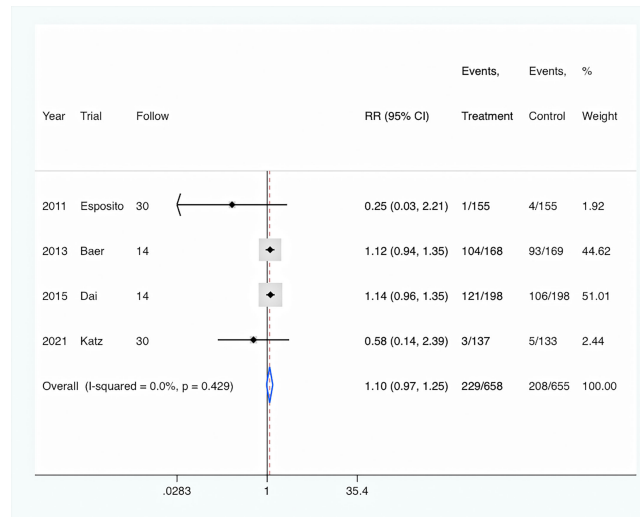 Events, Events, %
Year Trial Follow RR (95% CI) Treatment Control Weight
2011 Esposito 30 0.25 (0.03, 2.21) 1/155 4/155 1.92
2013 Baer 14 1.12 (0.94, 1.35) 104/168 93/169 44.62
2015 Dai 14 1.14 (0.96, 1.35) 121/198 106/198 51.01
2021 Katz 30 0.58 (0.14, 2.39) 3/137 5/133 2.44
Overall (I-squared = 0.0%, p = 0.429) 1.10 (0.97, 1.25) 229/658 208/655 100.00
.0283 1 35.4